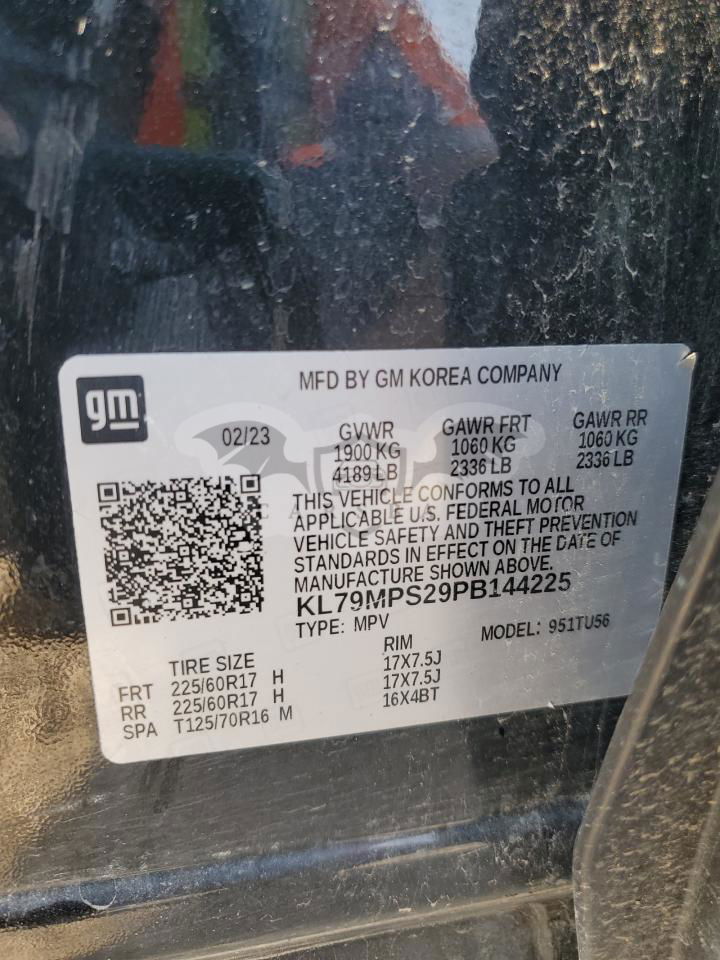 gm
MFD BY GM KOREA COMPANY
02/23
GVWR GAWR FRT GAWR RR
1900 KG 1060 KG 1060 KG
4189 LB 2336 LB 2336 LB
THIS VEHICLE CONFORMS TO ALL
APPLICABLE U.S. FEDERAL MOTOR
VEHICLE SAFETY AND THEFT PREVENTION
STANDARDS IN EFFECT ON THE DATE OF
MANUFACTURE SHOWN ABOVE.
KL79MPS29PB144225
TYPE: MPV MODEL: 951TU56
TIRE SIZE RIM
FRT 225/60R17 H 17X7.5J
RR 225/60R17 H 17X7.5J
SPA T125/70R16 M 16X4BT